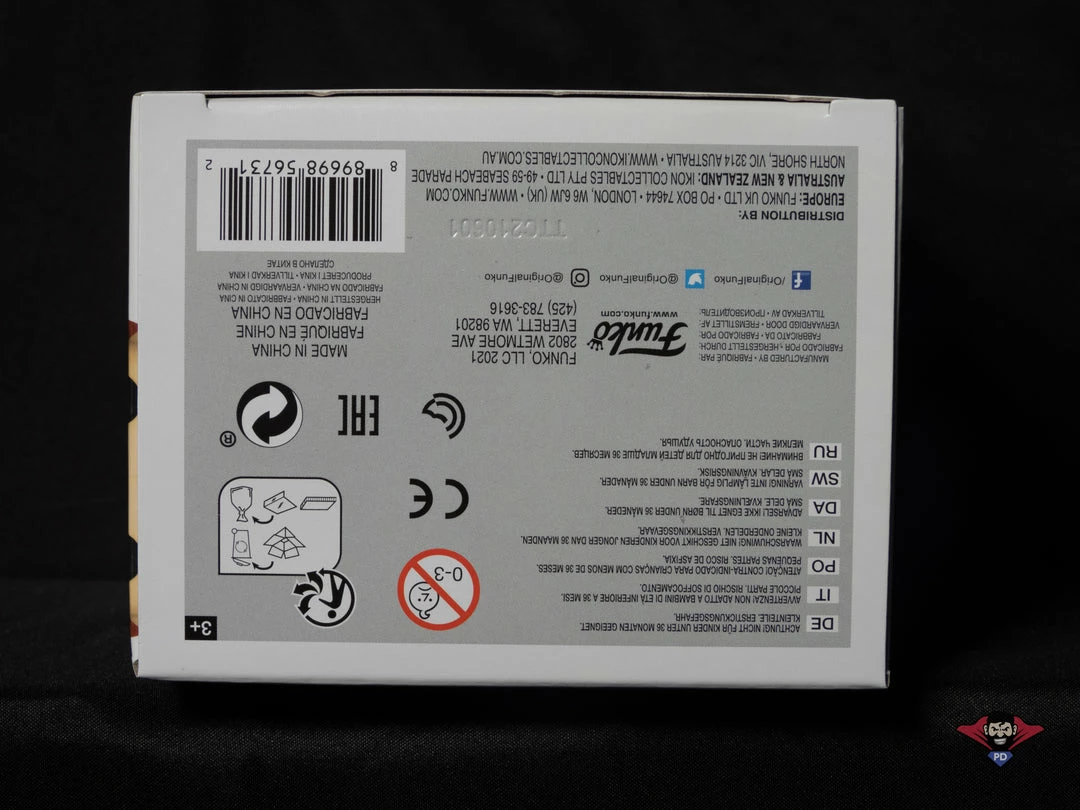 3+
DE
ACHTUNG! NICHT FÜR KINDER UNTER 36 MONATEN GEEIGNET.
KLEINTEILE. ERSTICKUNGSGEFAHR.
IT
AVVERTENZA! NON ADATTO A BAMBINI DI ETÀ INFERIORE A 36 MESI.
PICCOLE PARTI. RISCHIO DI SOFFOCAMENTO.
PO
ATENÇÃO! CONTRA-INDICADO PARA CRIANÇAS COM MENOS DE 36 MESES.
PEQUENAS PARTES. RISCO DE ASFIXIA.
NL
WAARSCHUWING! NIET GESCHIKT VOOR KINDEREN JONGER DAN 36 MAANDEN.
KLEINE ONDERDELEN. VERSTIKKINGSGEVAAR.
DA
ADVARSEL! IKKE EGNET TIL BØRN UNDER 36 MÅNEDER.
SMÅ DELE. KVÆLNINGSFARE.
SW
VARNING! INTE LÄMPLIG FÖR BARN UNDER 36 MÅNADER.
SMÅ DELAR. KVÄVNINGSRISK.
RU
ВНИМАНИЕ! НЕ ПРИГОДНО ДЛЯ ДЕТЕЙ МЛАДШЕ 36 МЕСЯЦЕВ.
МЕЛКИЕ ЧАСТИ. ОПАСНОСТЬ УДУШЬЯ.
0-3
CE
EAC
®
MANUFACTURED BY • FABRIQUÉ PAR:
FABRICADO POR • HERGESTELLT DURCH:
FABBRICATO DA • FABRICADO POR:
VERVAARDIGD DOOR • FREMSTILLET AF:
TILLVERKAD AV • ПРОИЗВОДИТЕЛЬ:
Funko
www.funko.com
FUNKO, LLC 2021
2802 WETMORE AVE
EVERETT, WA 98201
(425) 783-3616
MADE IN CHINA
FABRIQUÉ EN CHINE
FABRICADO EN CHINA
HERGESTELLT IN CHINA • FABBRICATO IN CINA
FABRICADO NA CHINA • VERVAARDIGD IN CHINA
PRODUCERET I KINA • TILLVERKAD I KINA
СДЕЛАНО В КИТАЕ
/OriginalFunko
@OriginalFunko
@OriginalFunko
TTC210601
DISTRIBUTION BY:
EUROPE: FUNKO UK LTD • PO BOX 74644 • LONDON, W6 6JW (UK) • WWW.FUNKO.COM
AUSTRALIA & NEW ZEALAND: IKON COLLECTABLES PTY LTD • 49-59 SEABEACH PARADE
NORTH SHORE, VIC 3214 AUSTRALIA • WWW.IKONCOLLECTABLES.COM.AU
8 89698 56731 2
PD